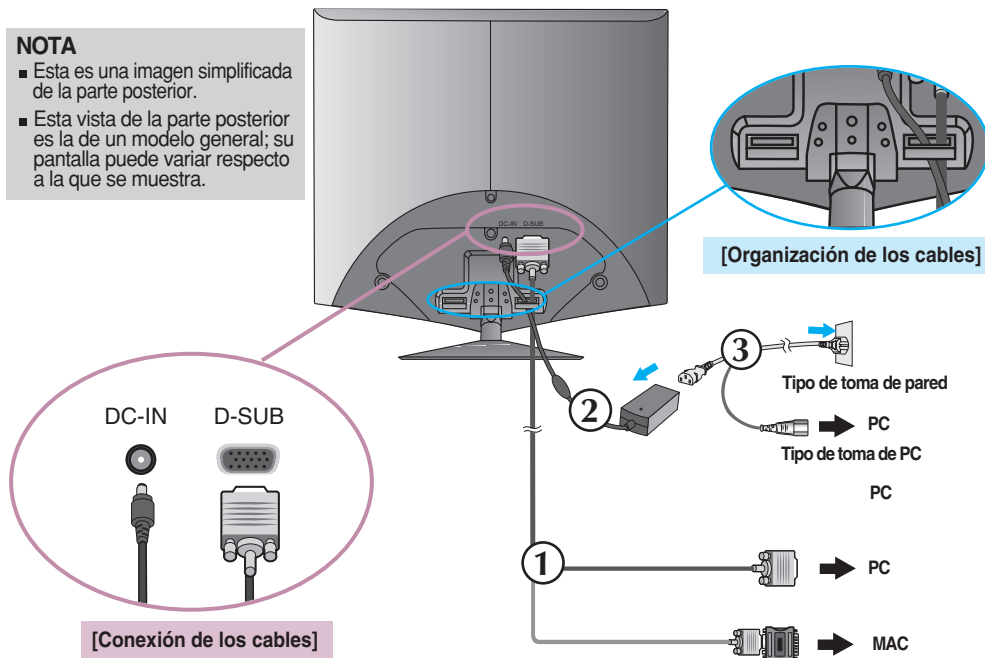 NOTA
■ Esta es una imagen simplificada
de la parte posterior.
■ Esta vista de la parte posterior
es la de un modelo general; su
pantalla puede variar respecto
a la que se muestra.
DC-IN D-SUB
[Organización de los cables]
3
Tipo de toma de pared
2
PC
Tipo de toma de PC
PC
DC-IN D-SUB
1
PC
[Conexión de los cables]
MAC